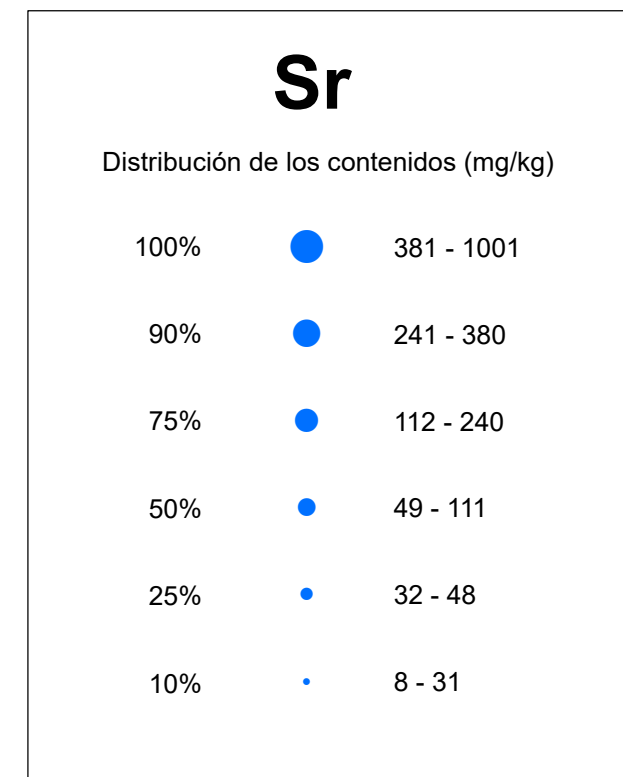 Sr
Distribución de los contenidos (mg/kg)
100% 381 - 1001
90% 241 - 380
75% 112 - 240
50% 49 - 111
25% 32 - 48
10% 8 - 31